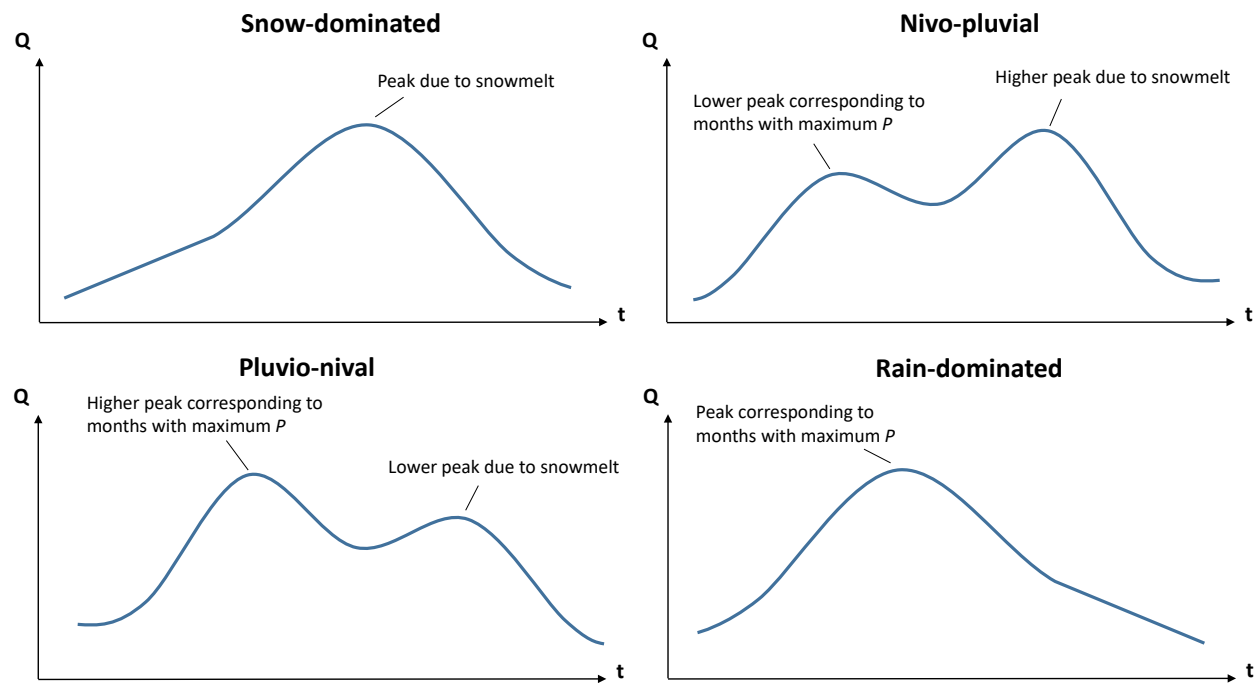 Snow-dominated
Q
Peak due to snowmelt
t
Nivo-pluvial
Q
Higher peak due to snowmelt
Lower peak corresponding to
months with maximum P
t
Pluvio-nival
Q
Higher peak corresponding to
months with maximum P
Lower peak due to snowmelt
t
Rain-dominated
Q
Peak corresponding to
months with maximum P
t